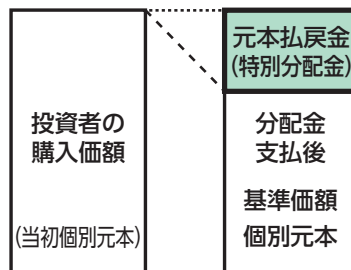 投資者の
購入価額
(当初個別元本)
元本払戻金
(特別分配金)
分配金
支払後
基準価額
個別元本